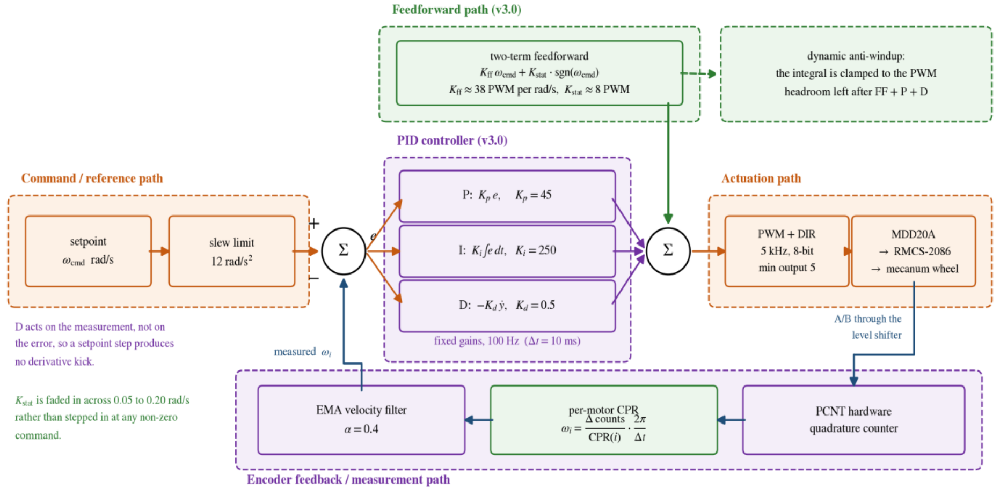 Feedforward path (v3.0)
two-term feedforward
K_ff ω_cmd + K_stat · sgn(ω_cmd)
K_ff ≈ 38 PWM per rad/s, K_stat ≈ 8 PWM
dynamic anti-windup:
the integral is clamped to the PWM
headroom left after FF + P + D
PID controller (v3.0)
P: K_p e, K_p = 45
I: K_i ∫e dt, K_i = 250
D: −K_d ẏ, K_d = 0.5
fixed gains, 100 Hz (Δt = 10 ms)
Command / reference path
setpoint
ω_cmd rad/s
slew limit
12 rad/s²
+
−
Σ
e
Σ
Actuation path
PWM + DIR
5 kHz, 8-bit
min output 5
MDD20A
→ RMCS-2086
→ mecanum wheel
A/B through the
level shifter
D acts on the measurement, not on
the error, so a setpoint step produces
no derivative kick.
measured ω_i
K_stat is faded in across 0.05 to 0.20 rad/s
rather than stepped in at any non-zero
command.
EMA velocity filter
α = 0.4
per-motor CPR
ω_i = Δ counts / CPR(i) · 2π / Δt
PCNT hardware
quadrature counter
Encoder feedback / measurement path